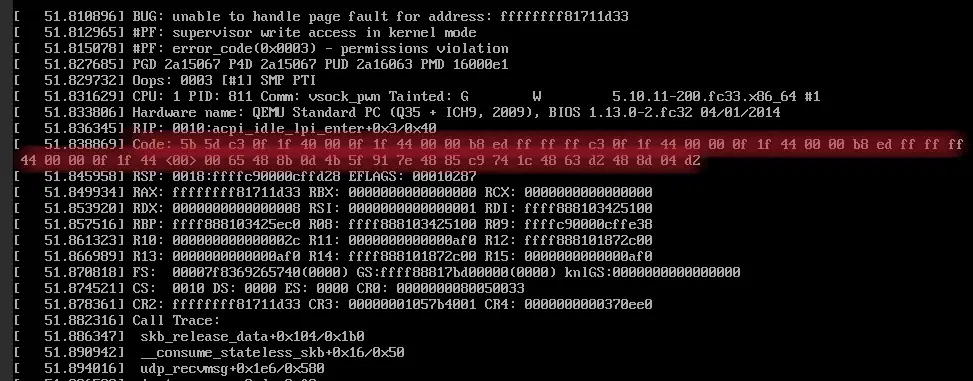 [   51.810896] BUG: unable to handle page fault for address: ffffffff81711d33
[   51.812965] #PF: supervisor write access in kernel mode
[   51.815078] #PF: error_code(0x0003) - permissions violation
[   51.827685] PGD 2a15067 P4D 2a15067 PUD 2a16063 PMD 16000e1
[   51.829732] Oops: 0003 [#1] SMP PTI
[   51.831629] CPU: 1 PID: 811 Comm: vsock_pwn Tainted: G        W         5.10.11-200.fc33.x86_64 #1
[   51.833806] Hardware name: QEMU Standard PC (Q35 + ICH9, 2009), BIOS 1.13.0-2.fc32 04/01/2014
[   51.836345] RIP: 0010:acpi_idle_lpi_enter+0x3/0x40
[   51.838869] Code: 5b 5d c3 0f 1f 40 00 0f 1f 44 00 00 b8 ed ff ff ff c3 0f 1f 44 00 00 0f 1f 44 00 00 b8 ed ff ff ff
44 00 00 0f 1f 44 <00> 00 65 48 8b 0d 4b 5f 91 7e 48 85 c9 74 1c 48 63 d2 48 8d 04 d2
[   51.845958] RSP: 0018:ffffc90000cffd28 EFLAGS: 00010287
[   51.849934] RAX: ffffffff81711d33 RBX: 0000000000000000 RCX: 0000000000000000
[   51.853920] RDX: 0000000000000008 RSI: 0000000000000001 RDI: ffff888103425100
[   51.857516] RBP: ffff888103425ec0 R08: ffff888103425100 R09: ffffc90000cffe38
[   51.861323] R10: 000000000000002c R11: 0000000000000af0 R12: ffff888101872c00
[   51.866989] R13: 0000000000000af0 R14: ffff888101872c00 R15: 0000000000000af0
[   51.870818] FS:  00007f8369265740(0000) GS:ffff88817bd00000(0000) knlGS:0000000000000000
[   51.874521] CS:  0010 DS: 0000 ES: 0000 CR0: 0000000080050033
[   51.878361] CR2: ffffffff81711d33 CR3: 00000001057b4001 CR4: 0000000000370ee0
[   51.882316] Call Trace:
[   51.886347]  skb_release_data+0x104/0x1b0
[   51.890942]  __consume_stateless_skb+0x16/0x50
[   51.894016]  udp_recvmsg+0x1e6/0x580